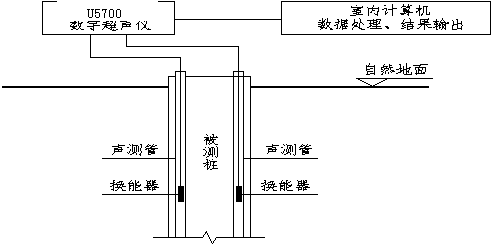 U5700
数字超声仪
室内计算机
数据处理、结果输出
自然地面
被测桩
声测管
声测管
换能器
换能器